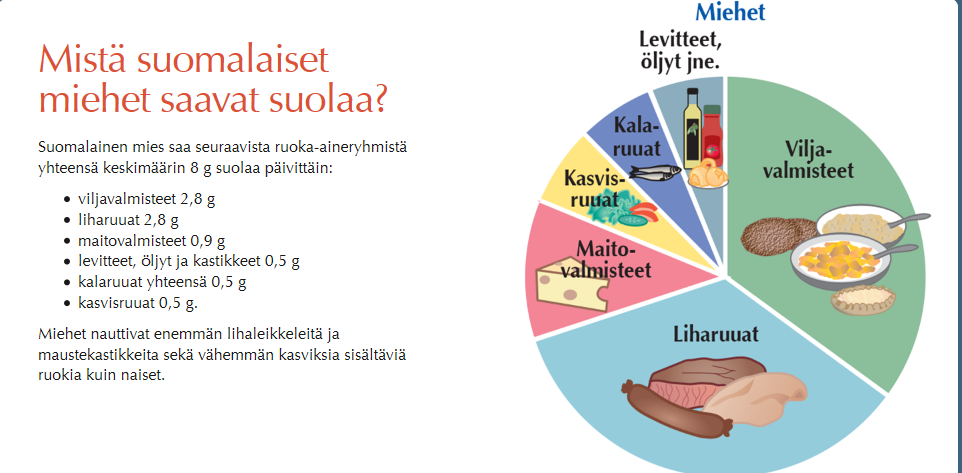 Mistä suomalaiset
miehet saavat suolaa?
Suomalainen mies saa seuraavista ruoka-aineryhmistä
yhteensä keskimäärin 8 g suolaa päivittäin:
• viljavalmisteet 2,8 g
• liharuuat 2,8 g
• maitovalmisteet 0,9 g
• levitteet, öljyt ja kastikkeet 0,5 g
• kalaruuat yhteensä 0,5 g
• kasvisruuat 0,5 g.
Miehet nauttivat enemmän lihaleikkeleitä ja
maustekastikkeita sekä vähemmän kasviksia sisältäviä
ruokia kuin naiset.
Miehet
Levitteet,
öljyt jne.
Kala-
ruuat
Vilja-
valmisteet
Kasvis-
ruuat
Maito-
valmisteet
Liharuuat